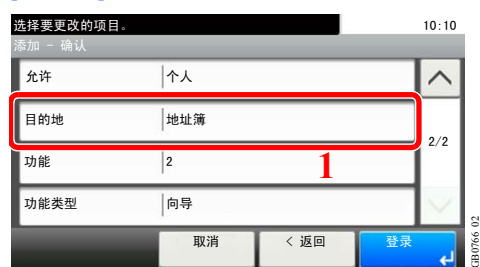 选择要更改的项目。 10:10
添加 - 确认
允许 个人
目的地 地址簿
2/2
功能 2
1
功能类型 向导
取消 < 返回 登录
GB0766_02